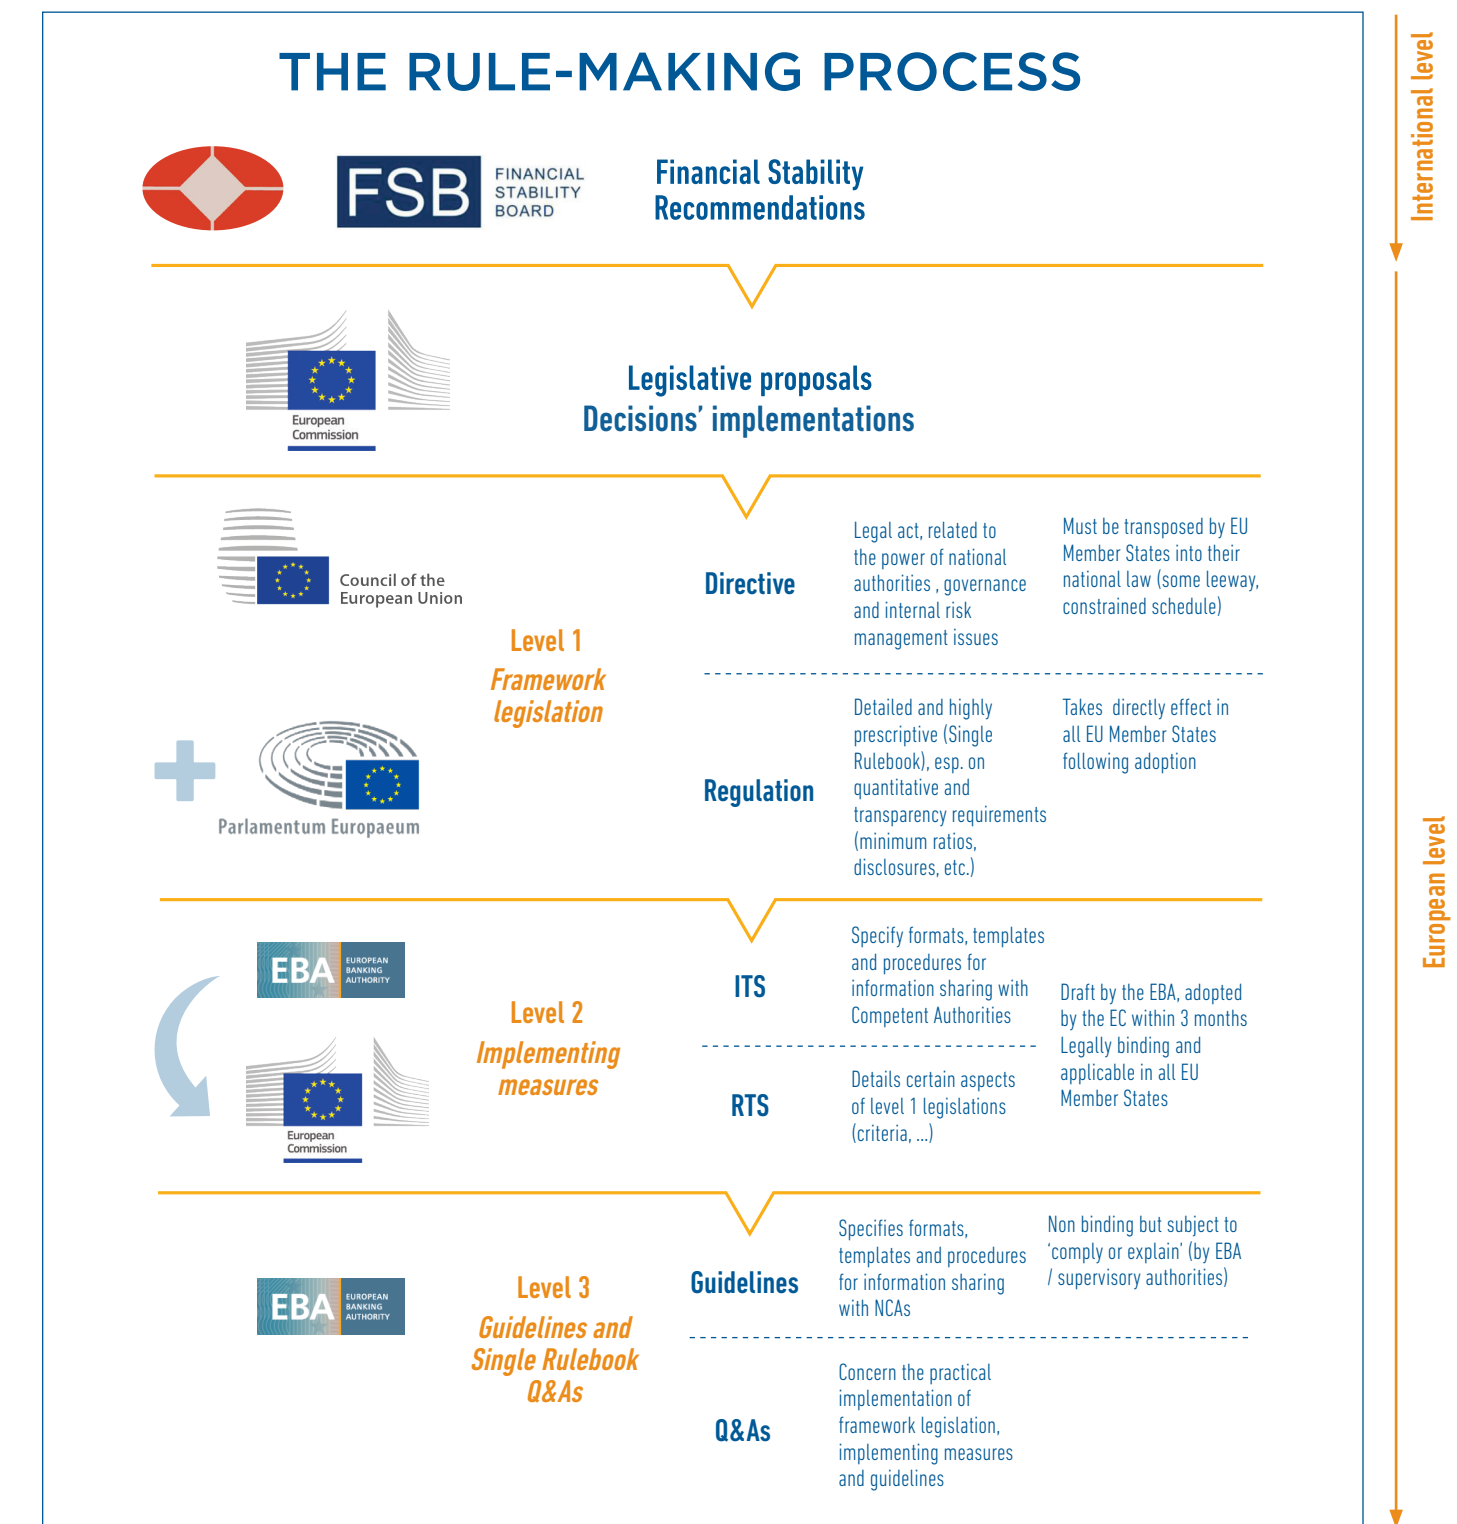 THE RULE-MAKING PROCESS
International level
FSB
FINANCIAL
STABILITY
BOARD
Financial Stability
Recommendations
European
Commission
Legislative proposals
Decisions’ implementations
European level
Council of the
European Union
Level 1
Framework
legislation
Parlamentum Europaeum
Directive
Legal act, related to
the power of national
authorities , governance
and internal risk
management issues
Must be transposed by EU
Member States into their
national law (some leeway,
constrained schedule)
Regulation
Detailed and highly
prescriptive (Single
Rulebook), esp. on
quantitative and
transparency requirements
(minimum ratios,
disclosures, etc.)
Takes  directly effect in
all EU Member States
following adoption
EBA
EUROPEAN
BANKING
AUTHORITY
European
Commission
Level 2
Implementing
measures
ITS
Specify formats, templates
and procedures for
information sharing with
Competent Authorities
RTS
Details certain aspects
of level 1 legislations
(criteria, ...)
Draft by the EBA, adopted
by the EC within 3 months
Legally binding and
applicable in all EU
Member States
EBA
EUROPEAN
BANKING
AUTHORITY
Level 3
Guidelines and
Single Rulebook
Q&As
Guidelines
Specifies formats,
templates and procedures
for information sharing
with NCAs
Non binding but subject to
‘comply or explain’ (by EBA
/ supervisory authorities)
Q&As
Concern the practical
implementation of
framework legislation,
implementing measures
and guidelines